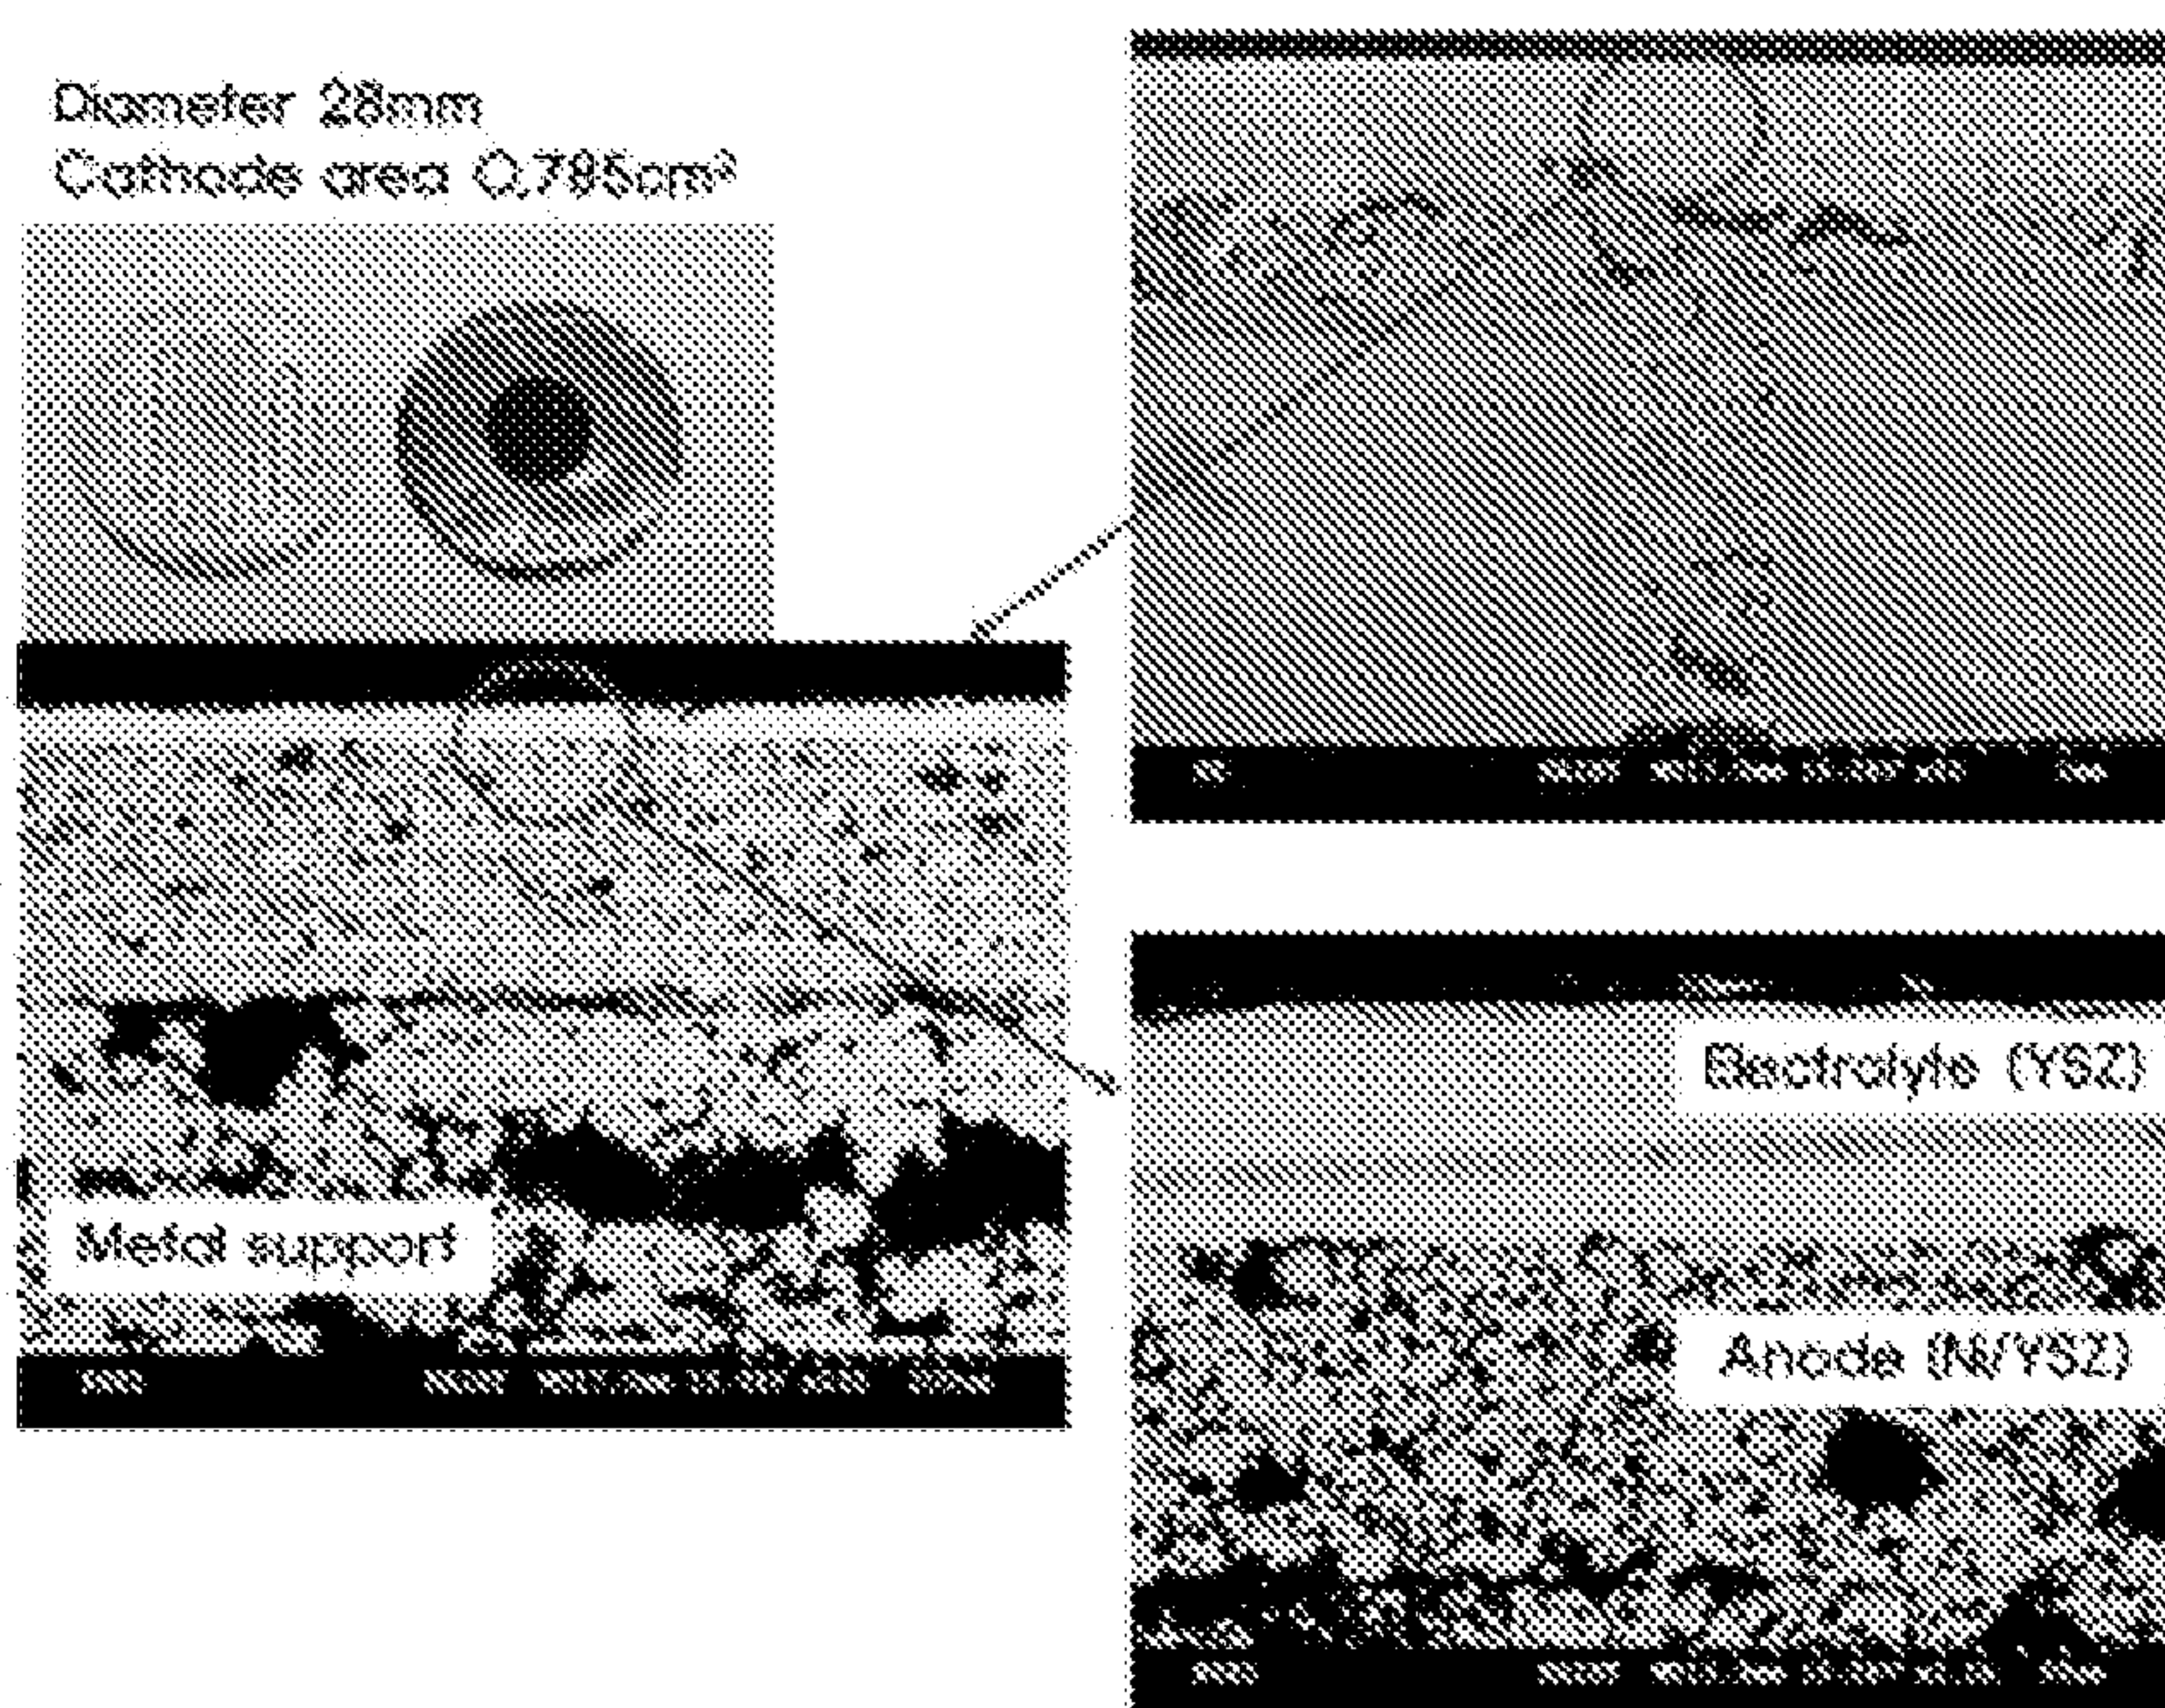 Diameter 28mm
Cathode area 0.785cm²
Metal support
Electrolyte (YSZ)
Anode (Ni/YSZ)